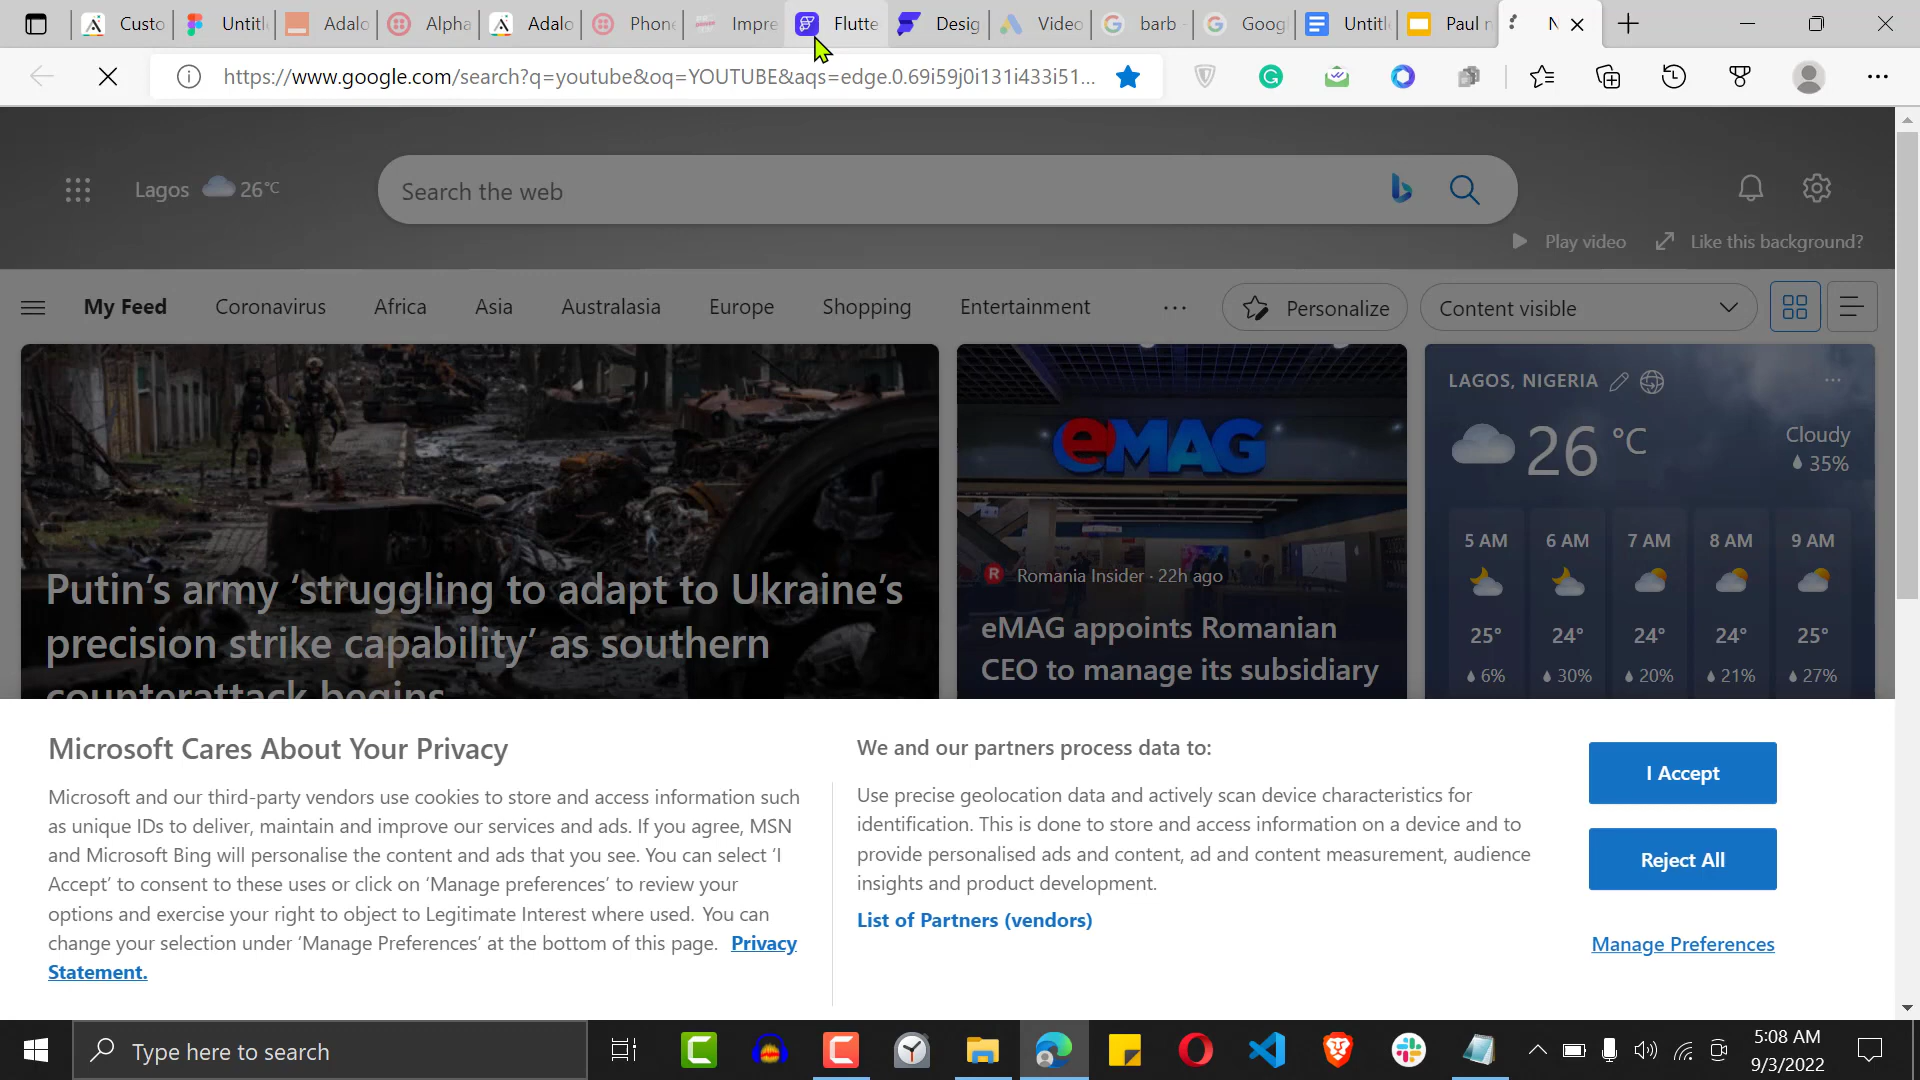 Custo
Untitl
Adalo
Alpha
Adalo
Phone
Impre
Flutte
Desig
Video
barb -
Googl
Untitl
Paul n
N
https://www.google.com/search?q=youtube&oq=YOUTUBE&aqs=edge.0.69i59j0i131i433i51...
Lagos 26°C
Search the web
Play video
Like this background?
My Feed
Coronavirus
Africa
Asia
Australasia
Europe
Shopping
Entertainment
Personalize
Content visible
eMAG
LAGOS, NIGERIA
26 °C
Cloudy
35%
5 AM 6 AM 7 AM 8 AM 9 AM
25° 24° 24° 24° 25°
6% 30% 20% 21% 27%
Putin's army ‘struggling to adapt to Ukraine's
precision strike capability’ as southern
counterattack begins
R Romania Insider · 22h ago
eMAG appoints Romanian
CEO to manage its subsidiary
Microsoft Cares About Your Privacy
Microsoft and our third-party vendors use cookies to store and access information such
as unique IDs to deliver, maintain and improve our services and ads. If you agree, MSN
and Microsoft Bing will personalise the content and ads that you see. You can select ‘I
Accept’ to consent to these uses or click on ‘Manage preferences’ to review your
options and exercise your right to object to Legitimate Interest where used. You can
change your selection under ‘Manage Preferences’ at the bottom of this page. Privacy
Statement.
We and our partners process data to:
Use precise geolocation data and actively scan device characteristics for
identification. This is done to store and access information on a device and to
provide personalised ads and content, ad and content measurement, audience
insights and product development.
List of Partners (vendors)
I Accept
Reject All
Manage Preferences
Type here to search
5:08 AM
9/3/2022